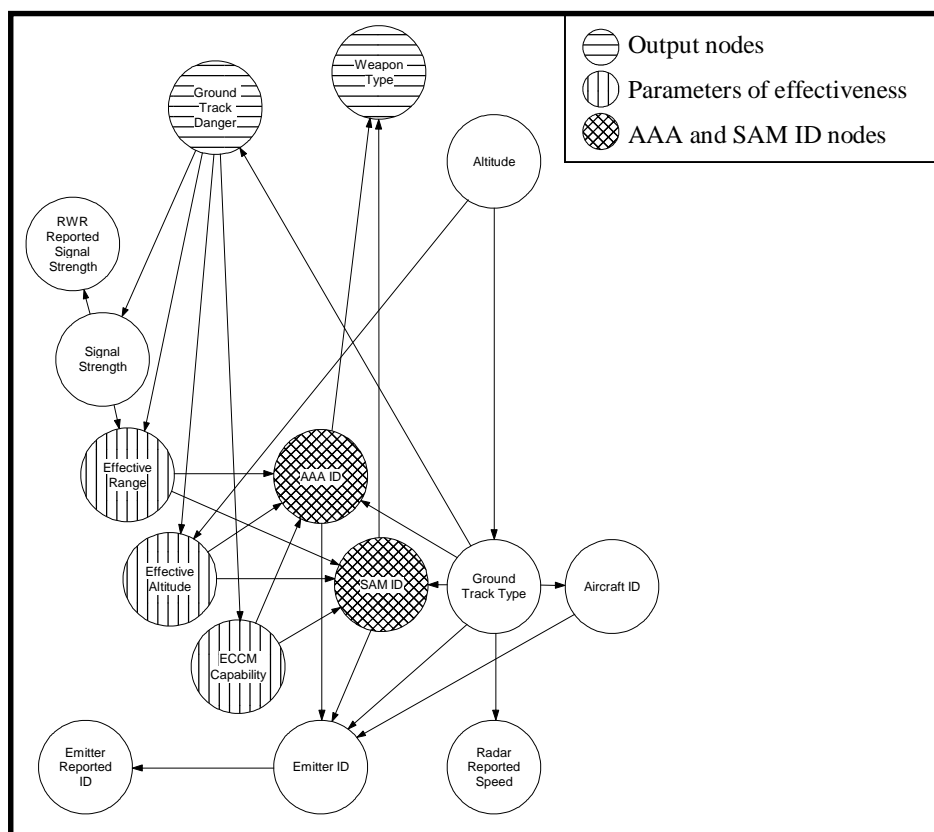 Output nodes
Parameters of effectiveness
AAA and SAM ID nodes
Weapon
Type
Ground
Track
Danger
Altitude
RWR
Reported
Signal
Strength
Signal
Strength
Effective
Range
AAA ID
Effective
Altitude
SAM ID
Ground
Track Type
Aircraft ID
ECCM
Capability
Emitter
Reported
ID
Emitter ID
Radar
Reported
Speed